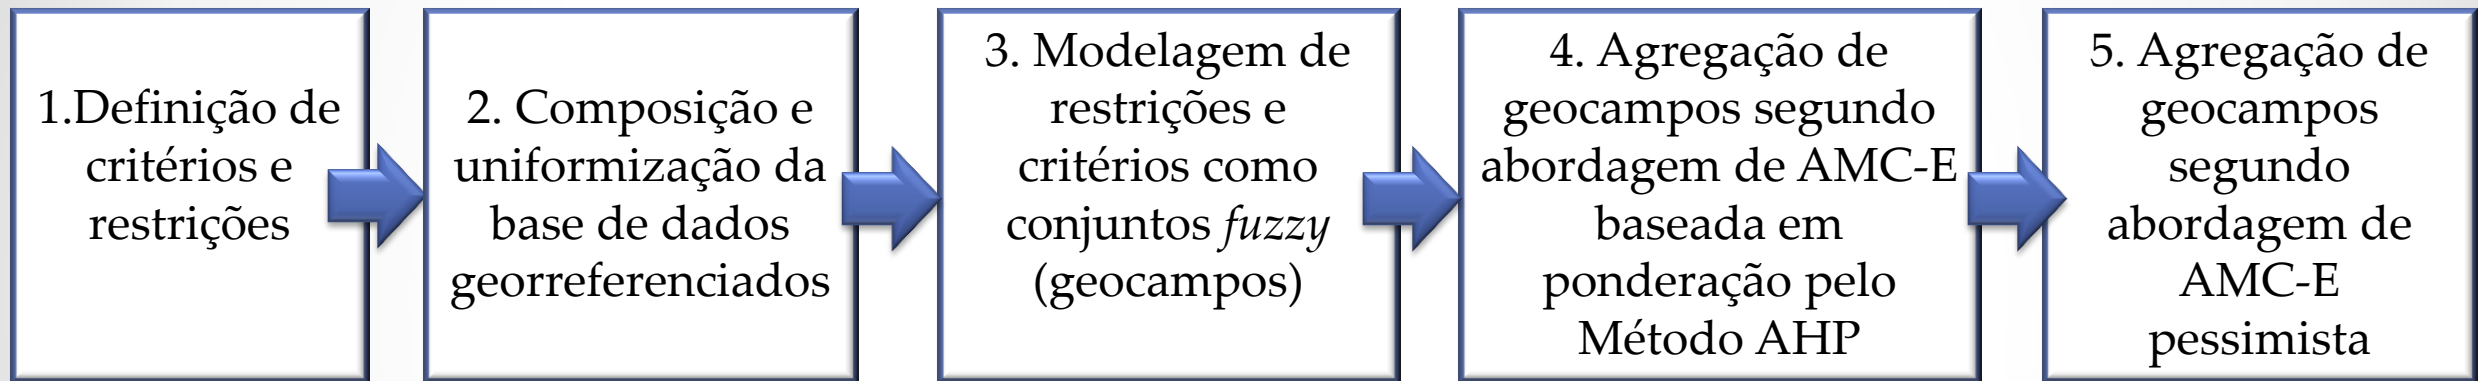 1.Definição de
critérios e
restrições
2. Composição e
uniformização da
base de dados
georreferenciados
3. Modelagem de
restrições e
critérios como
conjuntos fuzzy
(geocampos)
4. Agregação de
geocampos segundo
abordagem de AMC-E
baseada em
ponderação pelo
Método AHP
5. Agregação de
geocampos
segundo
abordagem de
AMC-E
pessimista